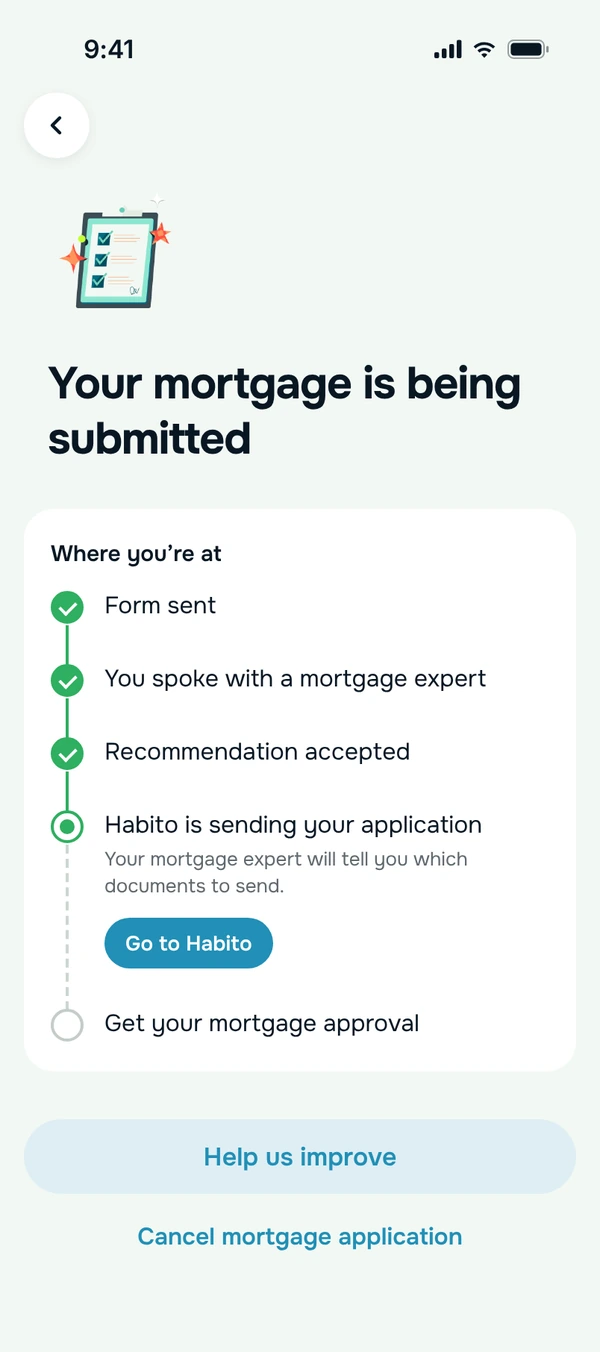 9:41
Your mortgage is being
submitted
Where you’re at
Form sent
You spoke with a mortgage expert
Recommendation accepted
Habito is sending your application
Your mortgage expert will tell you which
documents to send.
Go to Habito
Get your mortgage approval
Help us improve
Cancel mortgage application